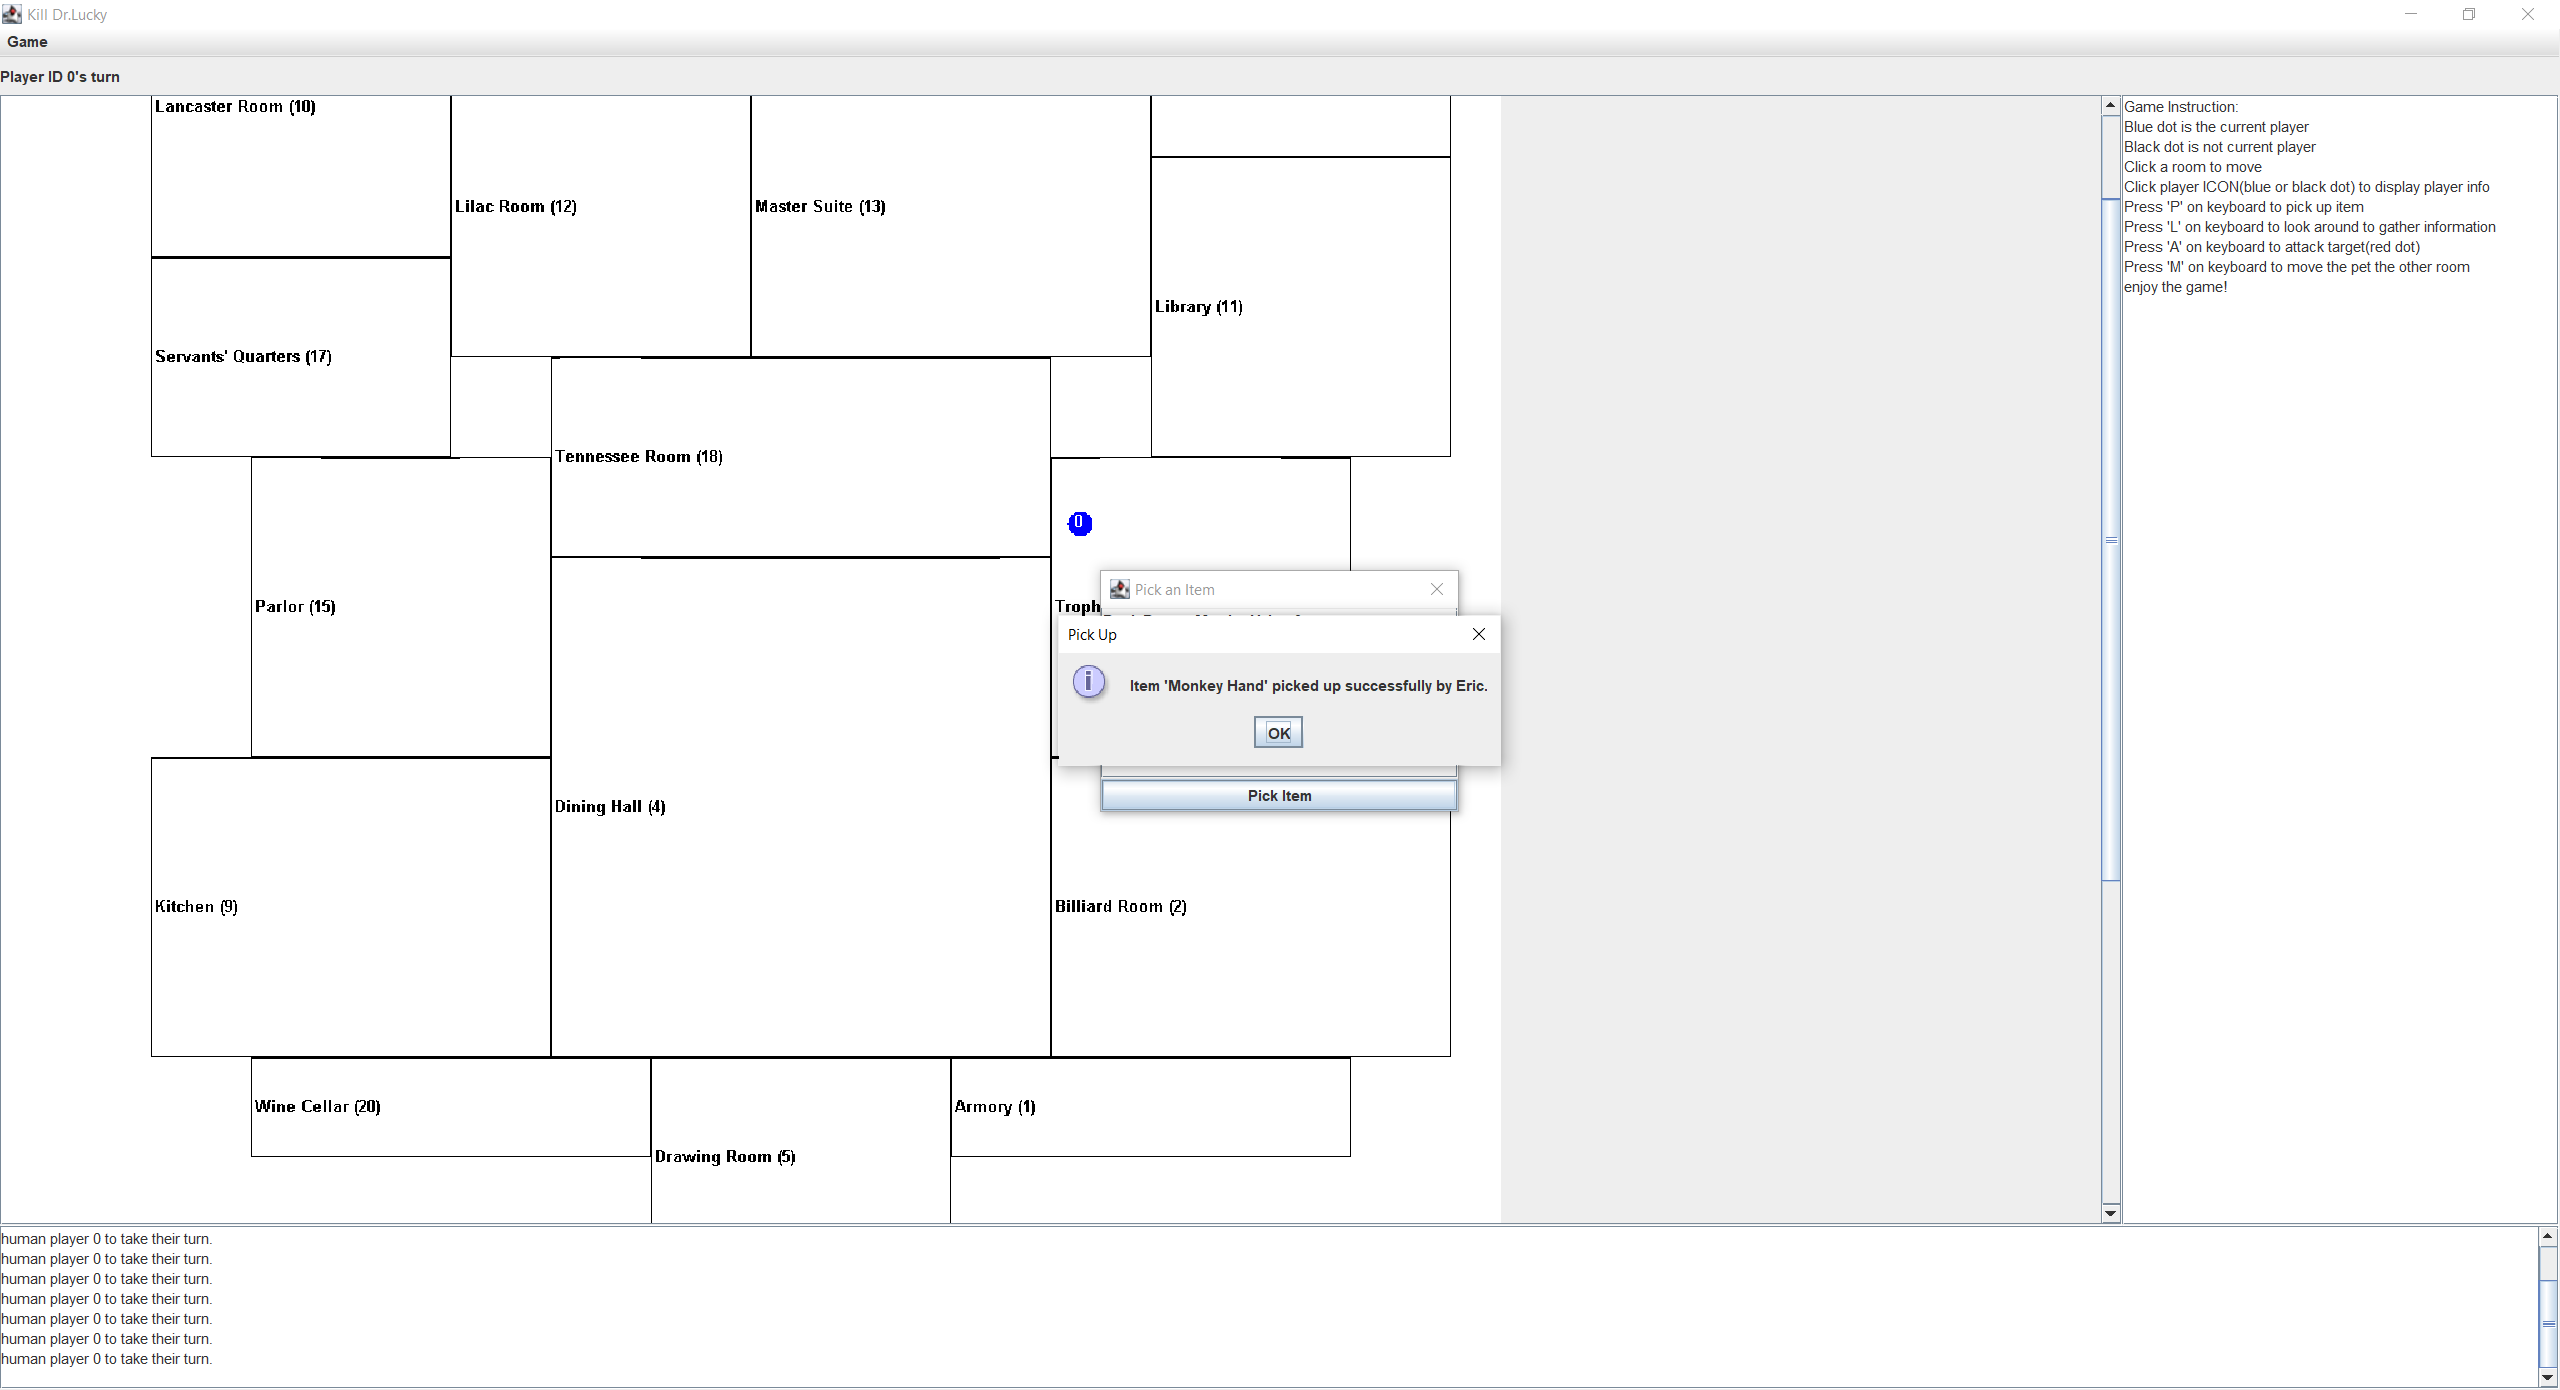 Kill Dr.Lucky
Game
Player ID 0's turn
Lancaster Room (10)
Lilac Room (12)
Master Suite (13)
Library (11)
Servants' Quarters (17)
Tennessee Room (18)
0
Parlor (15)
Troph
Pick an Item
Pick Up
Item 'Monkey Hand' picked up successfully by Eric.
OK
Pick Item
Dining Hall (4)
Kitchen (9)
Billiard Room (2)
Wine Cellar (20)
Armory (1)
Drawing Room (5)
Game Instruction:
Blue dot is the current player
Black dot is not current player
Click a room to move
Click player ICON(blue or black dot) to display player info
Press 'P' on keyboard to pick up item
Press 'L' on keyboard to look around to gather information
Press 'A' on keyboard to attack target(red dot)
Press 'M' on keyboard to move the pet the other room
enjoy the game!
human player 0 to take their turn.
human player 0 to take their turn.
human player 0 to take their turn.
human player 0 to take their turn.
human player 0 to take their turn.
human player 0 to take their turn.
human player 0 to take their turn.